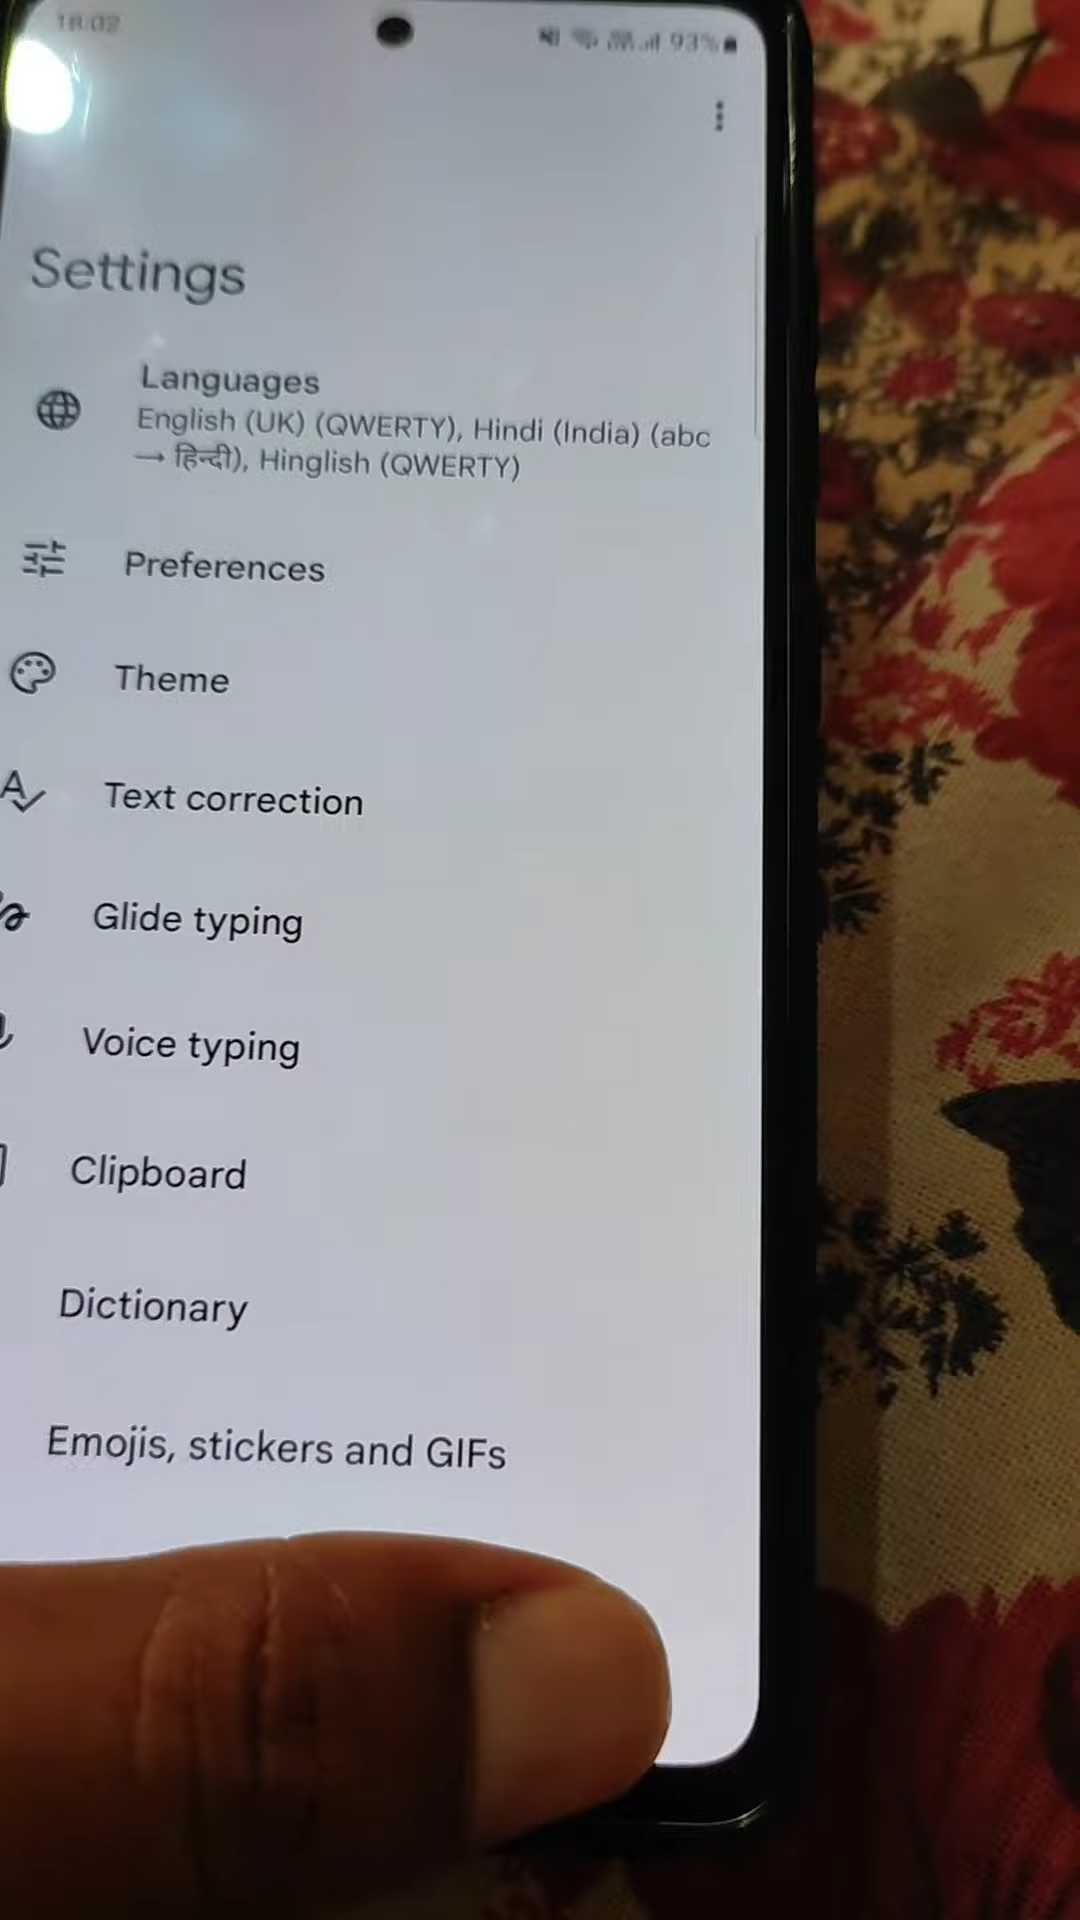 18:02
93%
Settings
Languages
English (UK) (QWERTY), Hindi (India) (abc
→ हिन्दी), Hinglish (QWERTY)
Preferences
Theme
Text correction
Glide typing
Voice typing
Clipboard
Dictionary
Emojis, stickers and GIFs